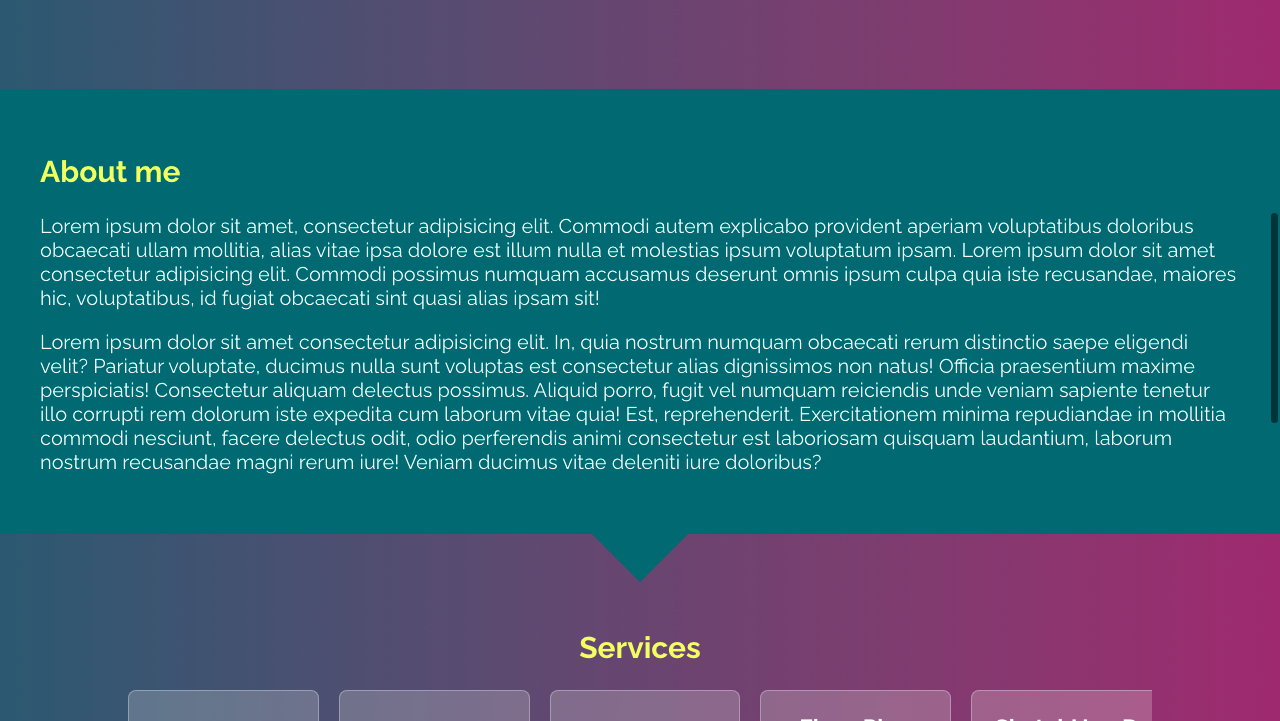 About me
Lorem ipsum dolor sit amet, consectetur adipisicing elit. Commodi autem explicabo provident aperiam voluptatibus doloribus
obcaecati ullam mollitia, alias vitae ipsa dolore est illum nulla et molestias ipsum voluptatum ipsam. Lorem ipsum dolor sit amet
consectetur adipisicing elit. Commodi possimus numquam accusamus deserunt omnis ipsum culpa quia iste recusandae, maiores
hic, voluptatibus, id fugiat obcaecati sint quasi alias ipsam sit!
Lorem ipsum dolor sit amet consectetur adipisicing elit. In, quia nostrum numquam obcaecati rerum distinctio saepe eligendi
velit? Pariatur voluptate, ducimus nulla sunt voluptas est consectetur alias dignissimos non natus! Officia praesentium maxime
perspiciatis! Consectetur aliquam delectus possimus. Aliquid porro, fugit vel numquam reiciendis unde veniam sapiente tenetur
illo corrupti rem dolorum iste expedita cum laborum vitae quia! Est, reprehenderit. Exercitationem minima repudiandae in mollitia
commodi nesciunt, facere delectus odit, odio perferendis animi consectetur est laboriosam quisquam laudantium, laborum
nostrum recusandae magni rerum iure! Veniam ducimus vitae deleniti iure doloribus?
Services